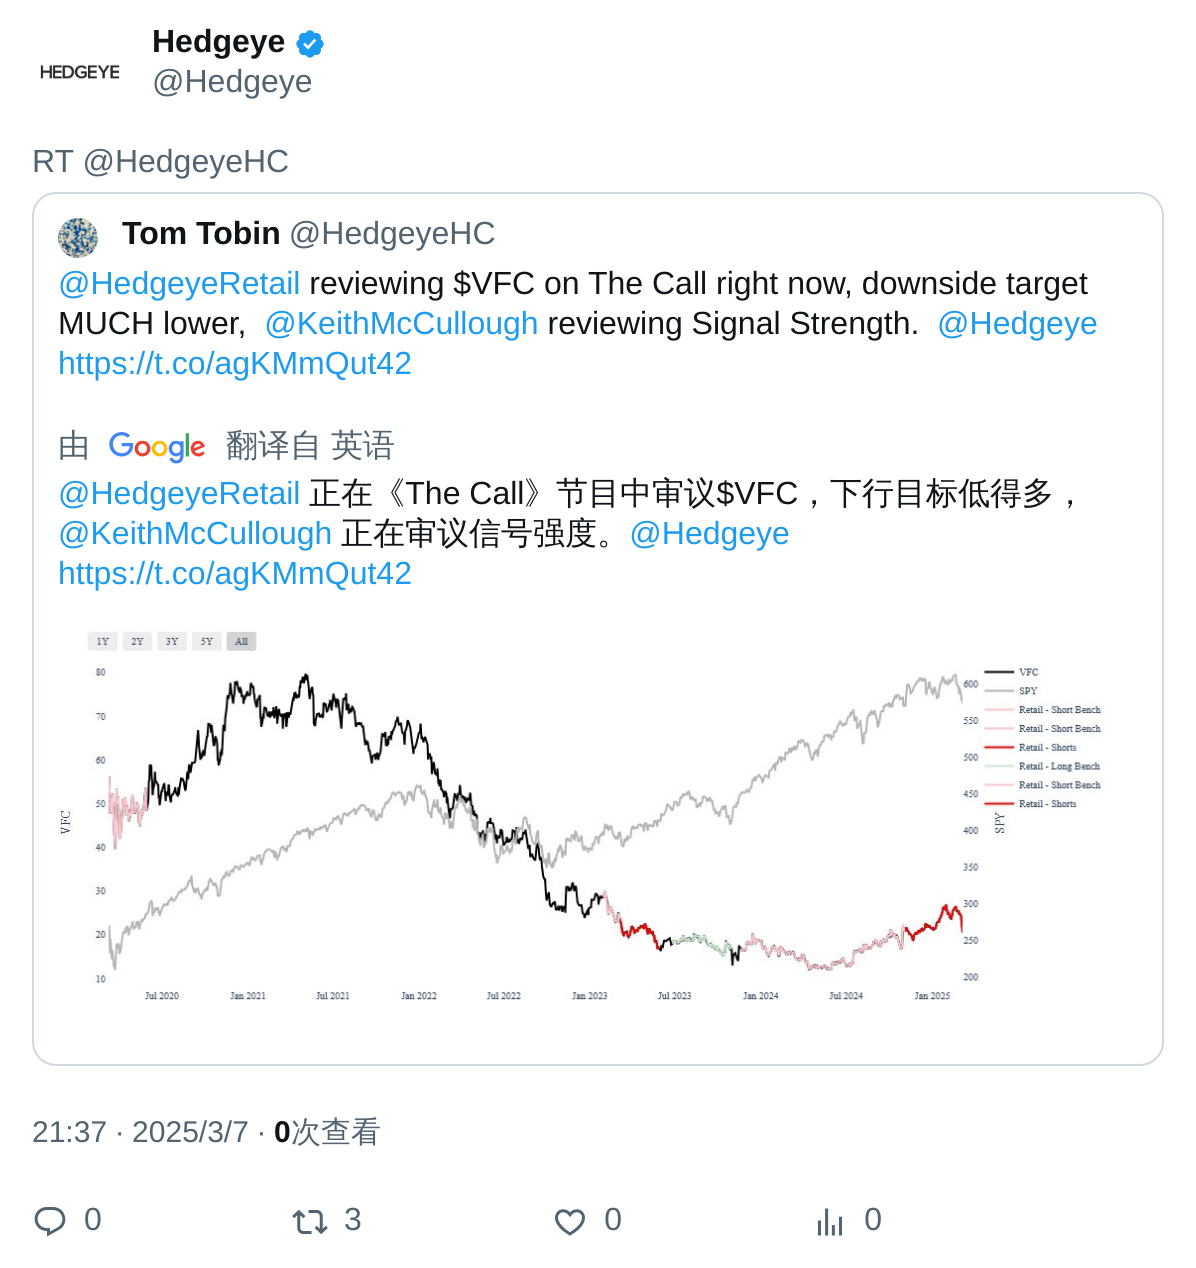 Hedgeye
HEDGEYE
@Hedgeye
RT @HedgeyeHC
Tom Tobin @HedgeyeHC
@HedgeyeRetail reviewing $VFC on The Call right now, downside target
MUCH lower,  @KeithMcCullough reviewing Signal Strength.  @Hedgeye
https://t.co/agKMmQut42
由 Google 翻译自 英语
@HedgeyeRetail 正在《The Call》节目中审议$VFC，下行目标低得多，
@KeithMcCullough 正在审议信号强度。@Hedgeye
https://t.co/agKMmQut42
1Y 2Y 3Y 5Y All
80
70
60
50
40
30
20
10
VFC
Jul 2020 Jan 2021 Jul 2021 Jan 2022 Jul 2022 Jan 2023 Jul 2023 Jan 2024 Jul 2024 Jan 2025
600
550
500
450
400
350
300
250
200
SPY
VFC
SPY
Retail - Short Bench
Retail - Short Bench
Retail - Shorts
Retail - Long Bench
Retail - Short Bench
Retail - Shorts
21:37 · 2025/3/7 · 0次查看
0 3 0 0